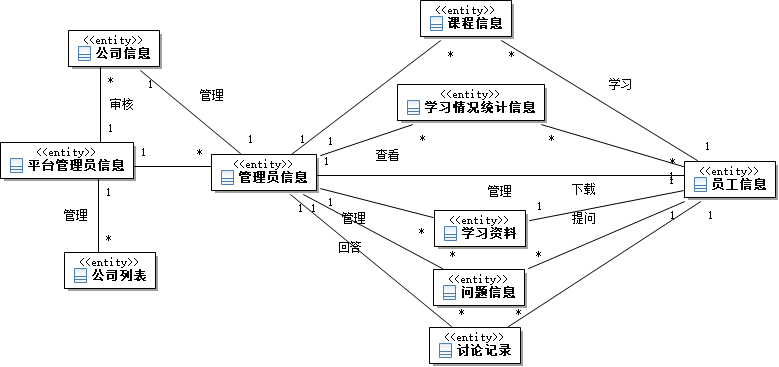 <<entity>>
课程信息
<<entity>>
公司信息
*
*
*
1
学习
管理
<<entity>>
学习情况统计信息
审核
1
1
1
1
*
*
1
<<entity>>
平台管理员信息
1
*
<<entity>>
管理员信息
1
查看
*
<<entity>>
员工信息
1
1
管理
下载
1
1
1
1
管理
1
提问
1
1
<<entity>>
学习资料
管理
*
*
回答
*
*
<<entity>>
公司列表
<<entity>>
问题信息
*
*
<<entity>>
讨论记录